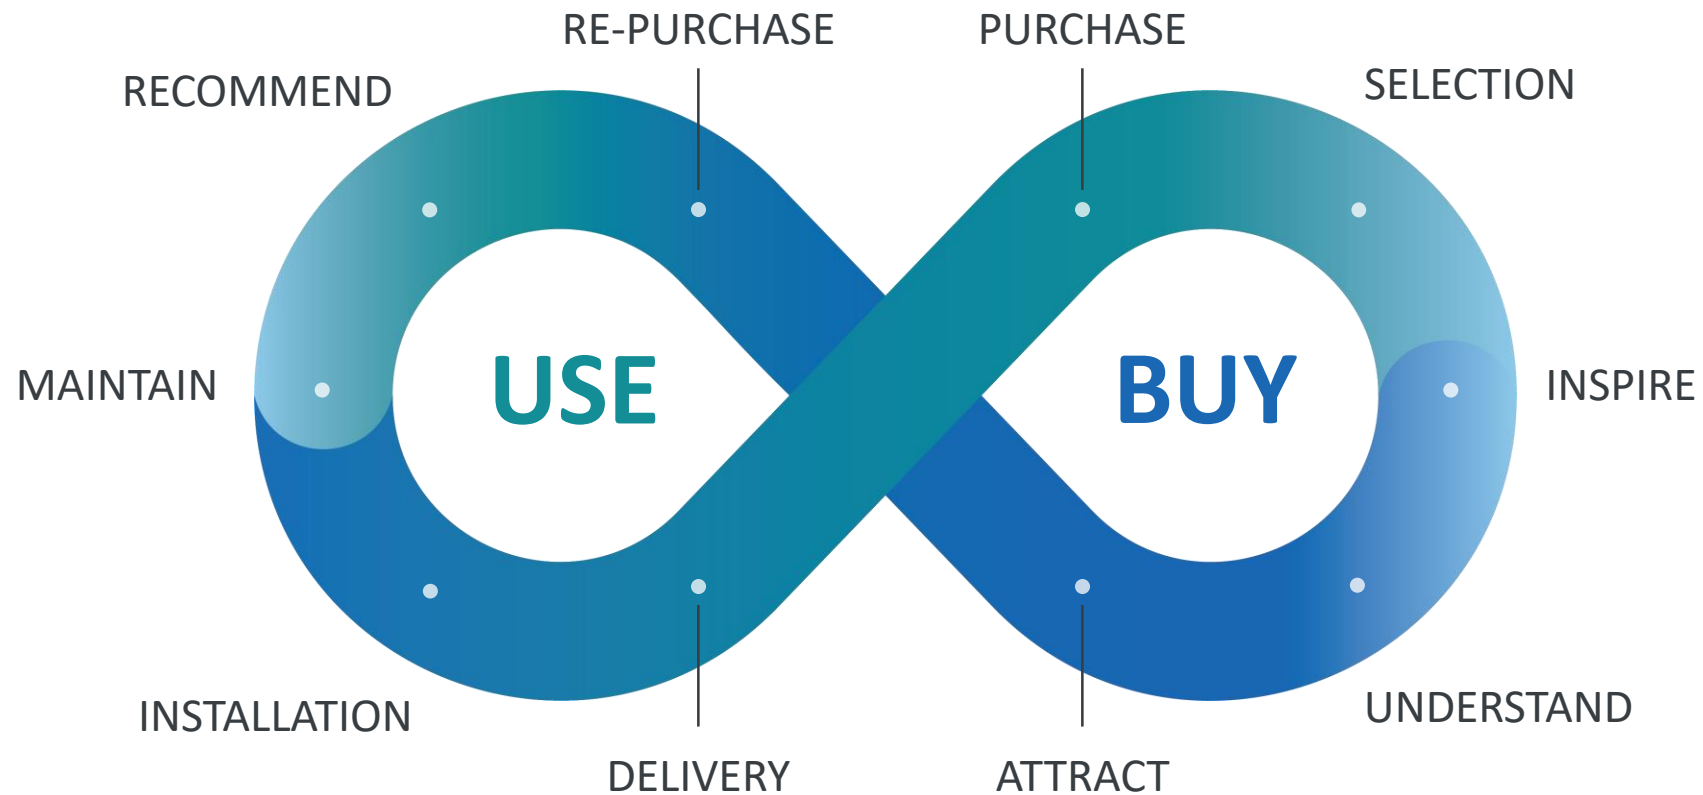 RE-PURCHASE
PURCHASE
RECOMMEND
SELECTION
MAINTAIN
USE
BUY
INSPIRE
INSTALLATION
UNDERSTAND
DELIVERY
ATTRACT